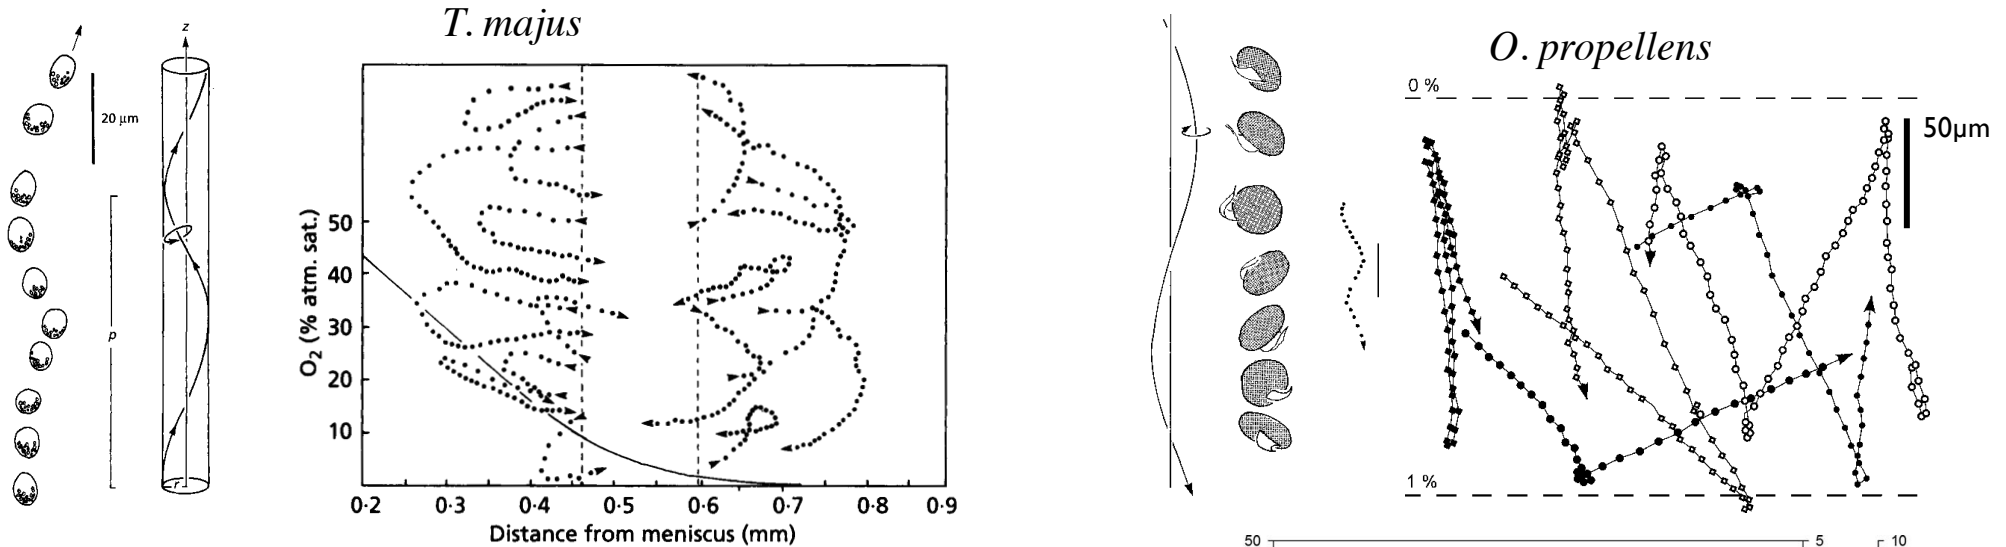 T. majus
z
20 µm
p
r
O₂ (% atm. sat.)
50
40
30
20
10
0·2 0·3 0·4 0·5 0·6 0·7 0·8 0·9
Distance from meniscus (mm)
O. propellens
0 %
50µm
1 %
50 5 10